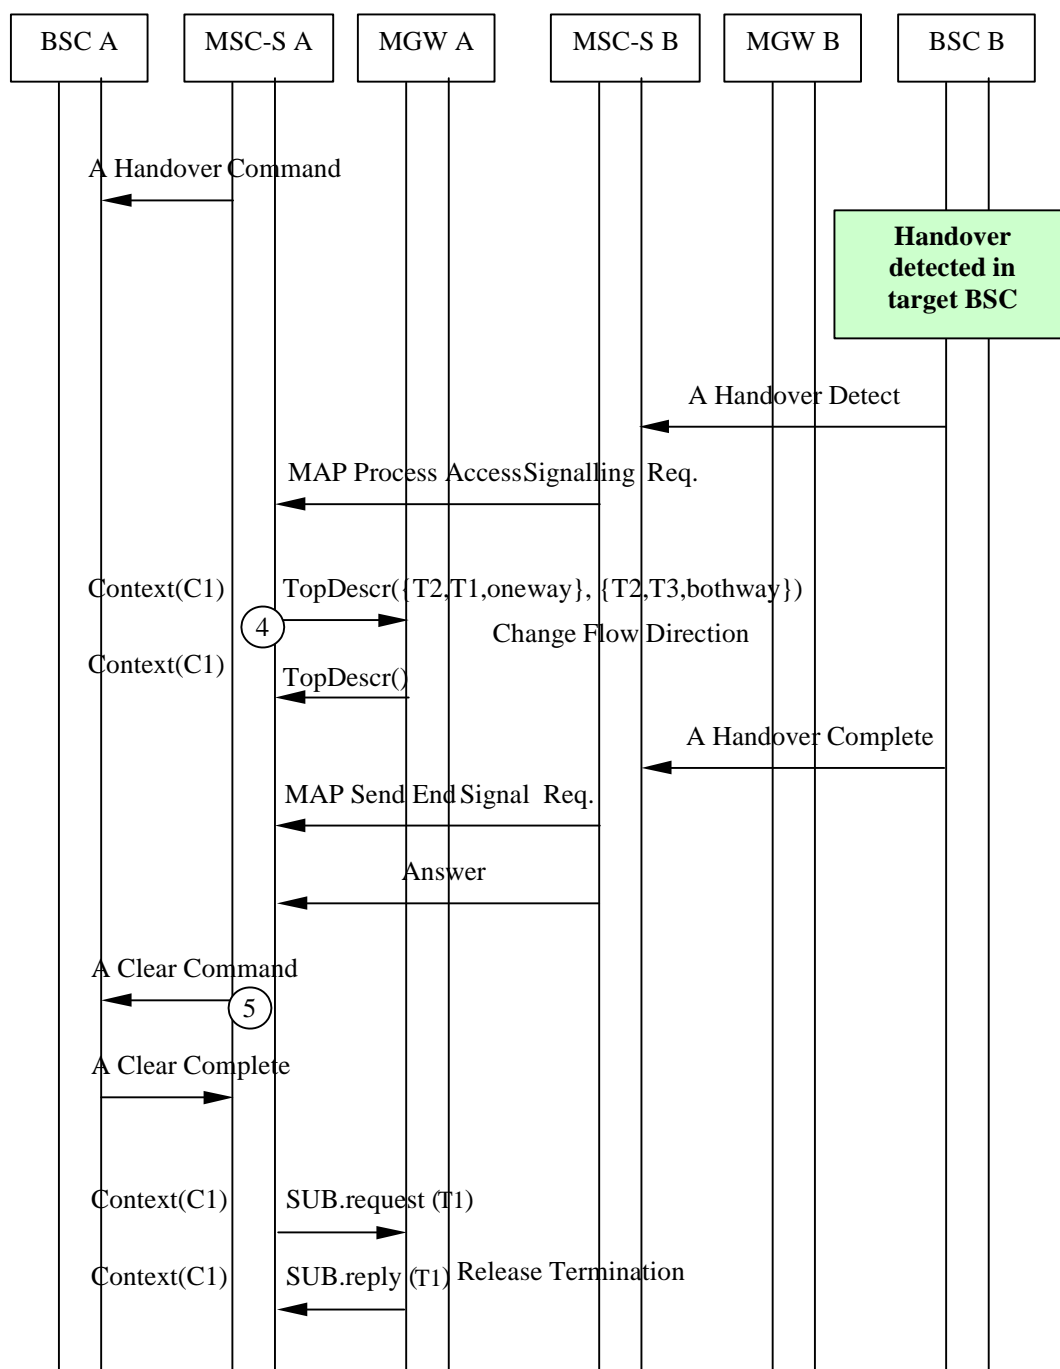 BSC A
MSC-S A
MGW A
MSC-S B
MGW B
BSC B
A Handover Command
Handover
detected in
target BSC
A Handover Detect
MAP Process Access Signalling Req.
Context(C1)
TopDescr({T2,T1,oneway}, {T2,T3,bothway})
4
Change Flow Direction
Context(C1)
TopDescr()
A Handover Complete
MAP Send End Signal Req.
Answer
A Clear Command
5
A Clear Complete
Context(C1)
SUB.request (T1)
Context(C1)
SUB.reply (T1)
Release Termination